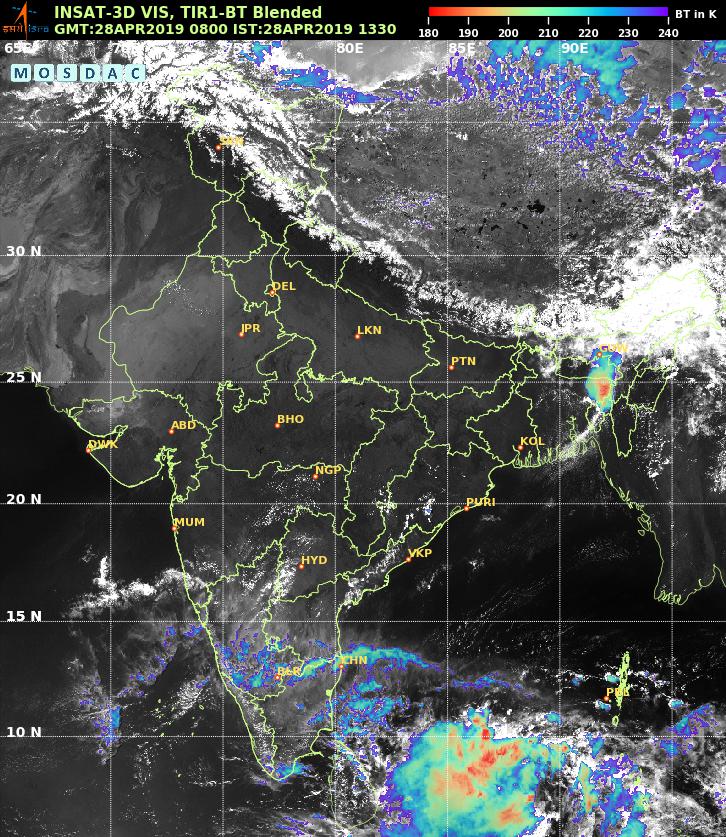 INSAT-3D VIS, TIR1-BT Blended
GMT:28APR2019 0800 IST:28APR2019 1330
BT in K
180 190 200 210 220 230 240
75E 80E 85E 90E
M O S D A C
30 N
DEL
JPR LKN
PTN
25 N
ABD BHO
DWK KOL
NGP
20 N PURI
MUM
HYD VKP
15 N
BLR CHN
10 N